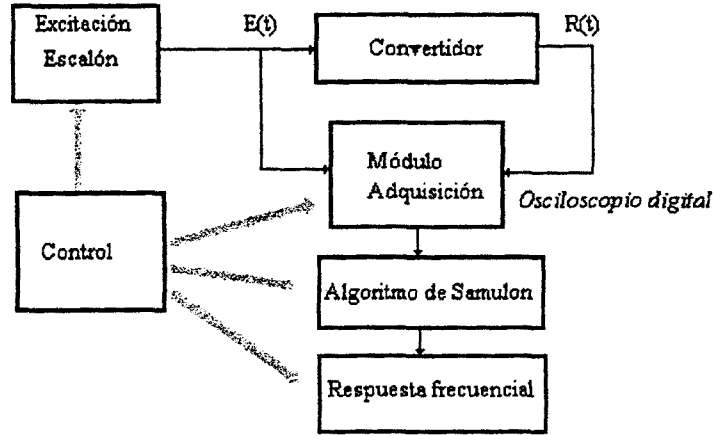 Excitación
Escalón
E(t)
Convertidor
R(t)
Módulo
Adquisición
Osciloscopio digital
Control
Algoritmo de Samulon
Respuesta frecuencial